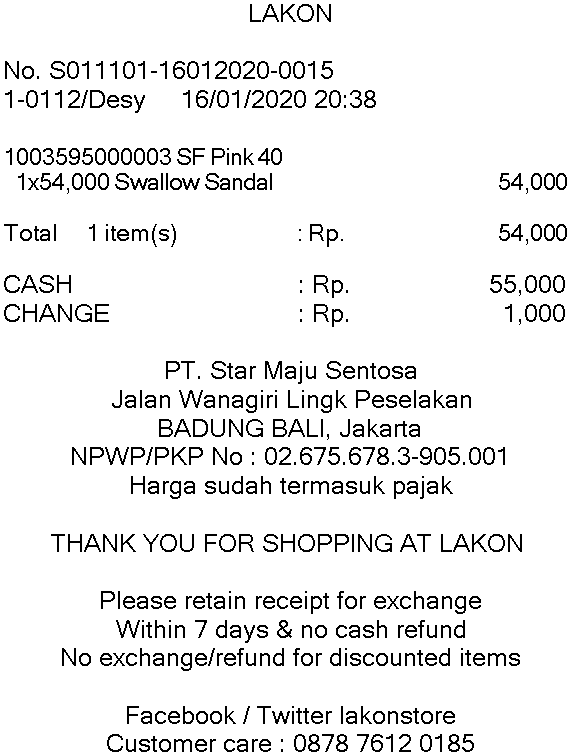 LAKON
No. S011101-16012020-0015
1-0112/Desy 16/01/2020 20:38
1003595000003 SF Pink 40
1x54,000 Swallow Sandal 54,000
Total 1 item(s) : Rp. 54,000
CASH : Rp. 55,000
CHANGE : Rp. 1,000
PT. Star Maju Sentosa
Jalan Wanagiri Lingk Peselakan
BADUNG BALI, Jakarta
NPWP/PKP No : 02.675.678.3-905.001
Harga sudah termasuk pajak
THANK YOU FOR SHOPPING AT LAKON
Please retain receipt for exchange
Within 7 days & no cash refund
No exchange/refund for discounted items
Facebook / Twitter lakonstore
Customer care : 0878 7612 0185